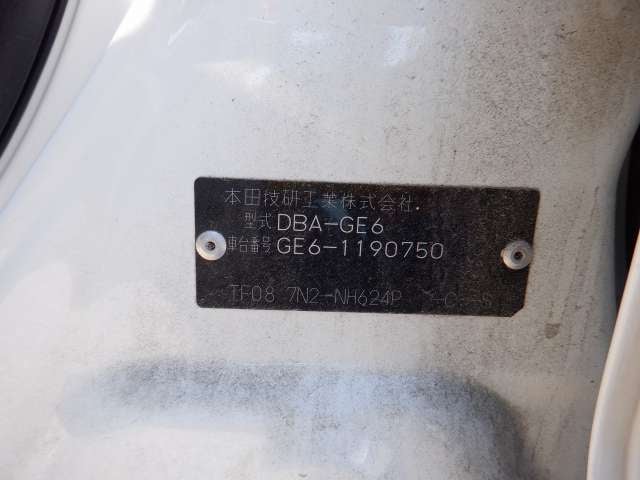 本田技研工業株式会社.
型式 DBA-GE6
車台番号 GE6-1190750
TF08 7N2-NH624P -C--S